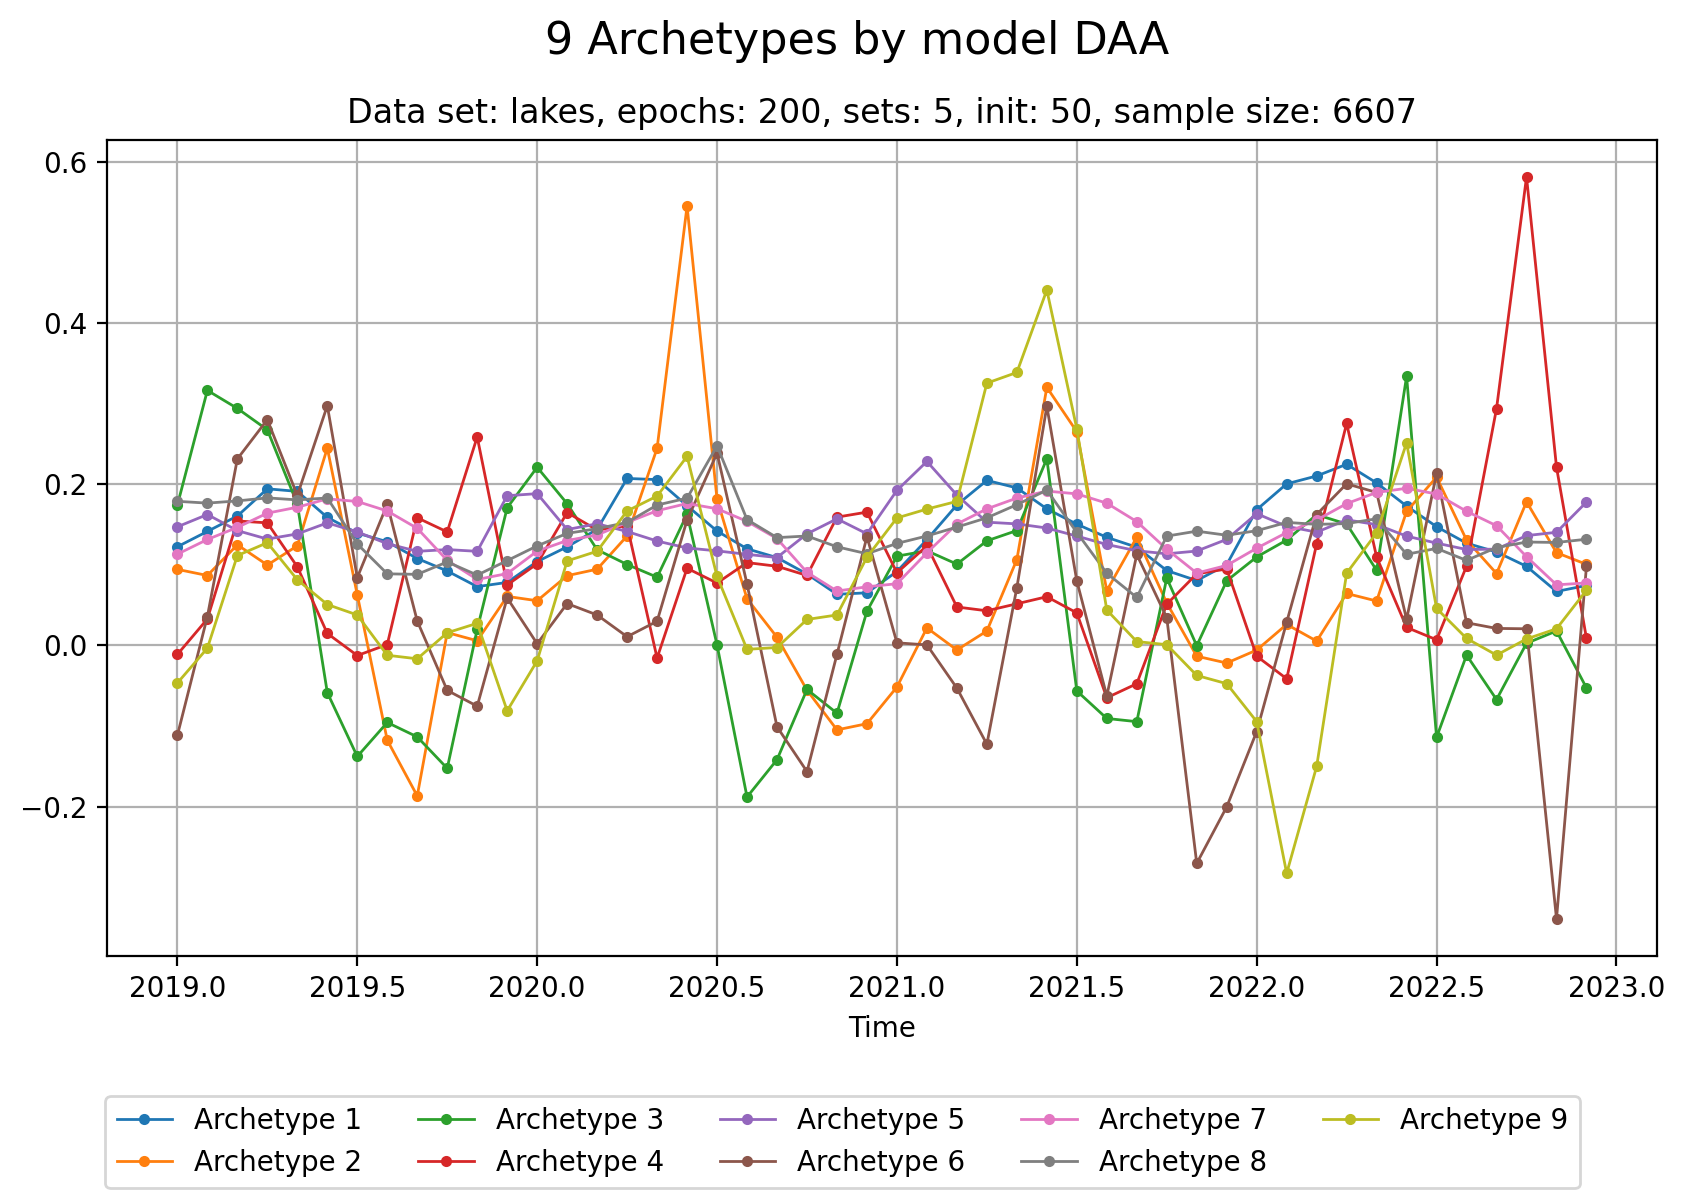 9 Archetypes by model DAA
Data set: lakes, epochs: 200, sets: 5, init: 50, sample size: 6607
0.6
0.4
0.2
0.0
−0.2
2019.0 2019.5 2020.0 2020.5 2021.0 2021.5 2022.0 2022.5 2023.0
Time
Archetype 1 Archetype 3 Archetype 5 Archetype 7 Archetype 9
Archetype 2 Archetype 4 Archetype 6 Archetype 8